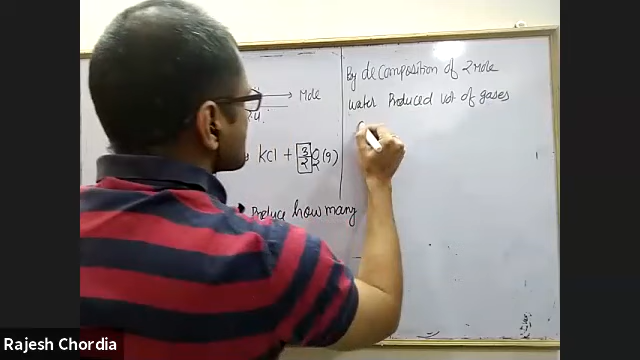 Mole
KCl + 3/2 O2(g)
Produce how many
By decomposition of 2 Mole
water Produced vol of gases
Rajesh Chordia